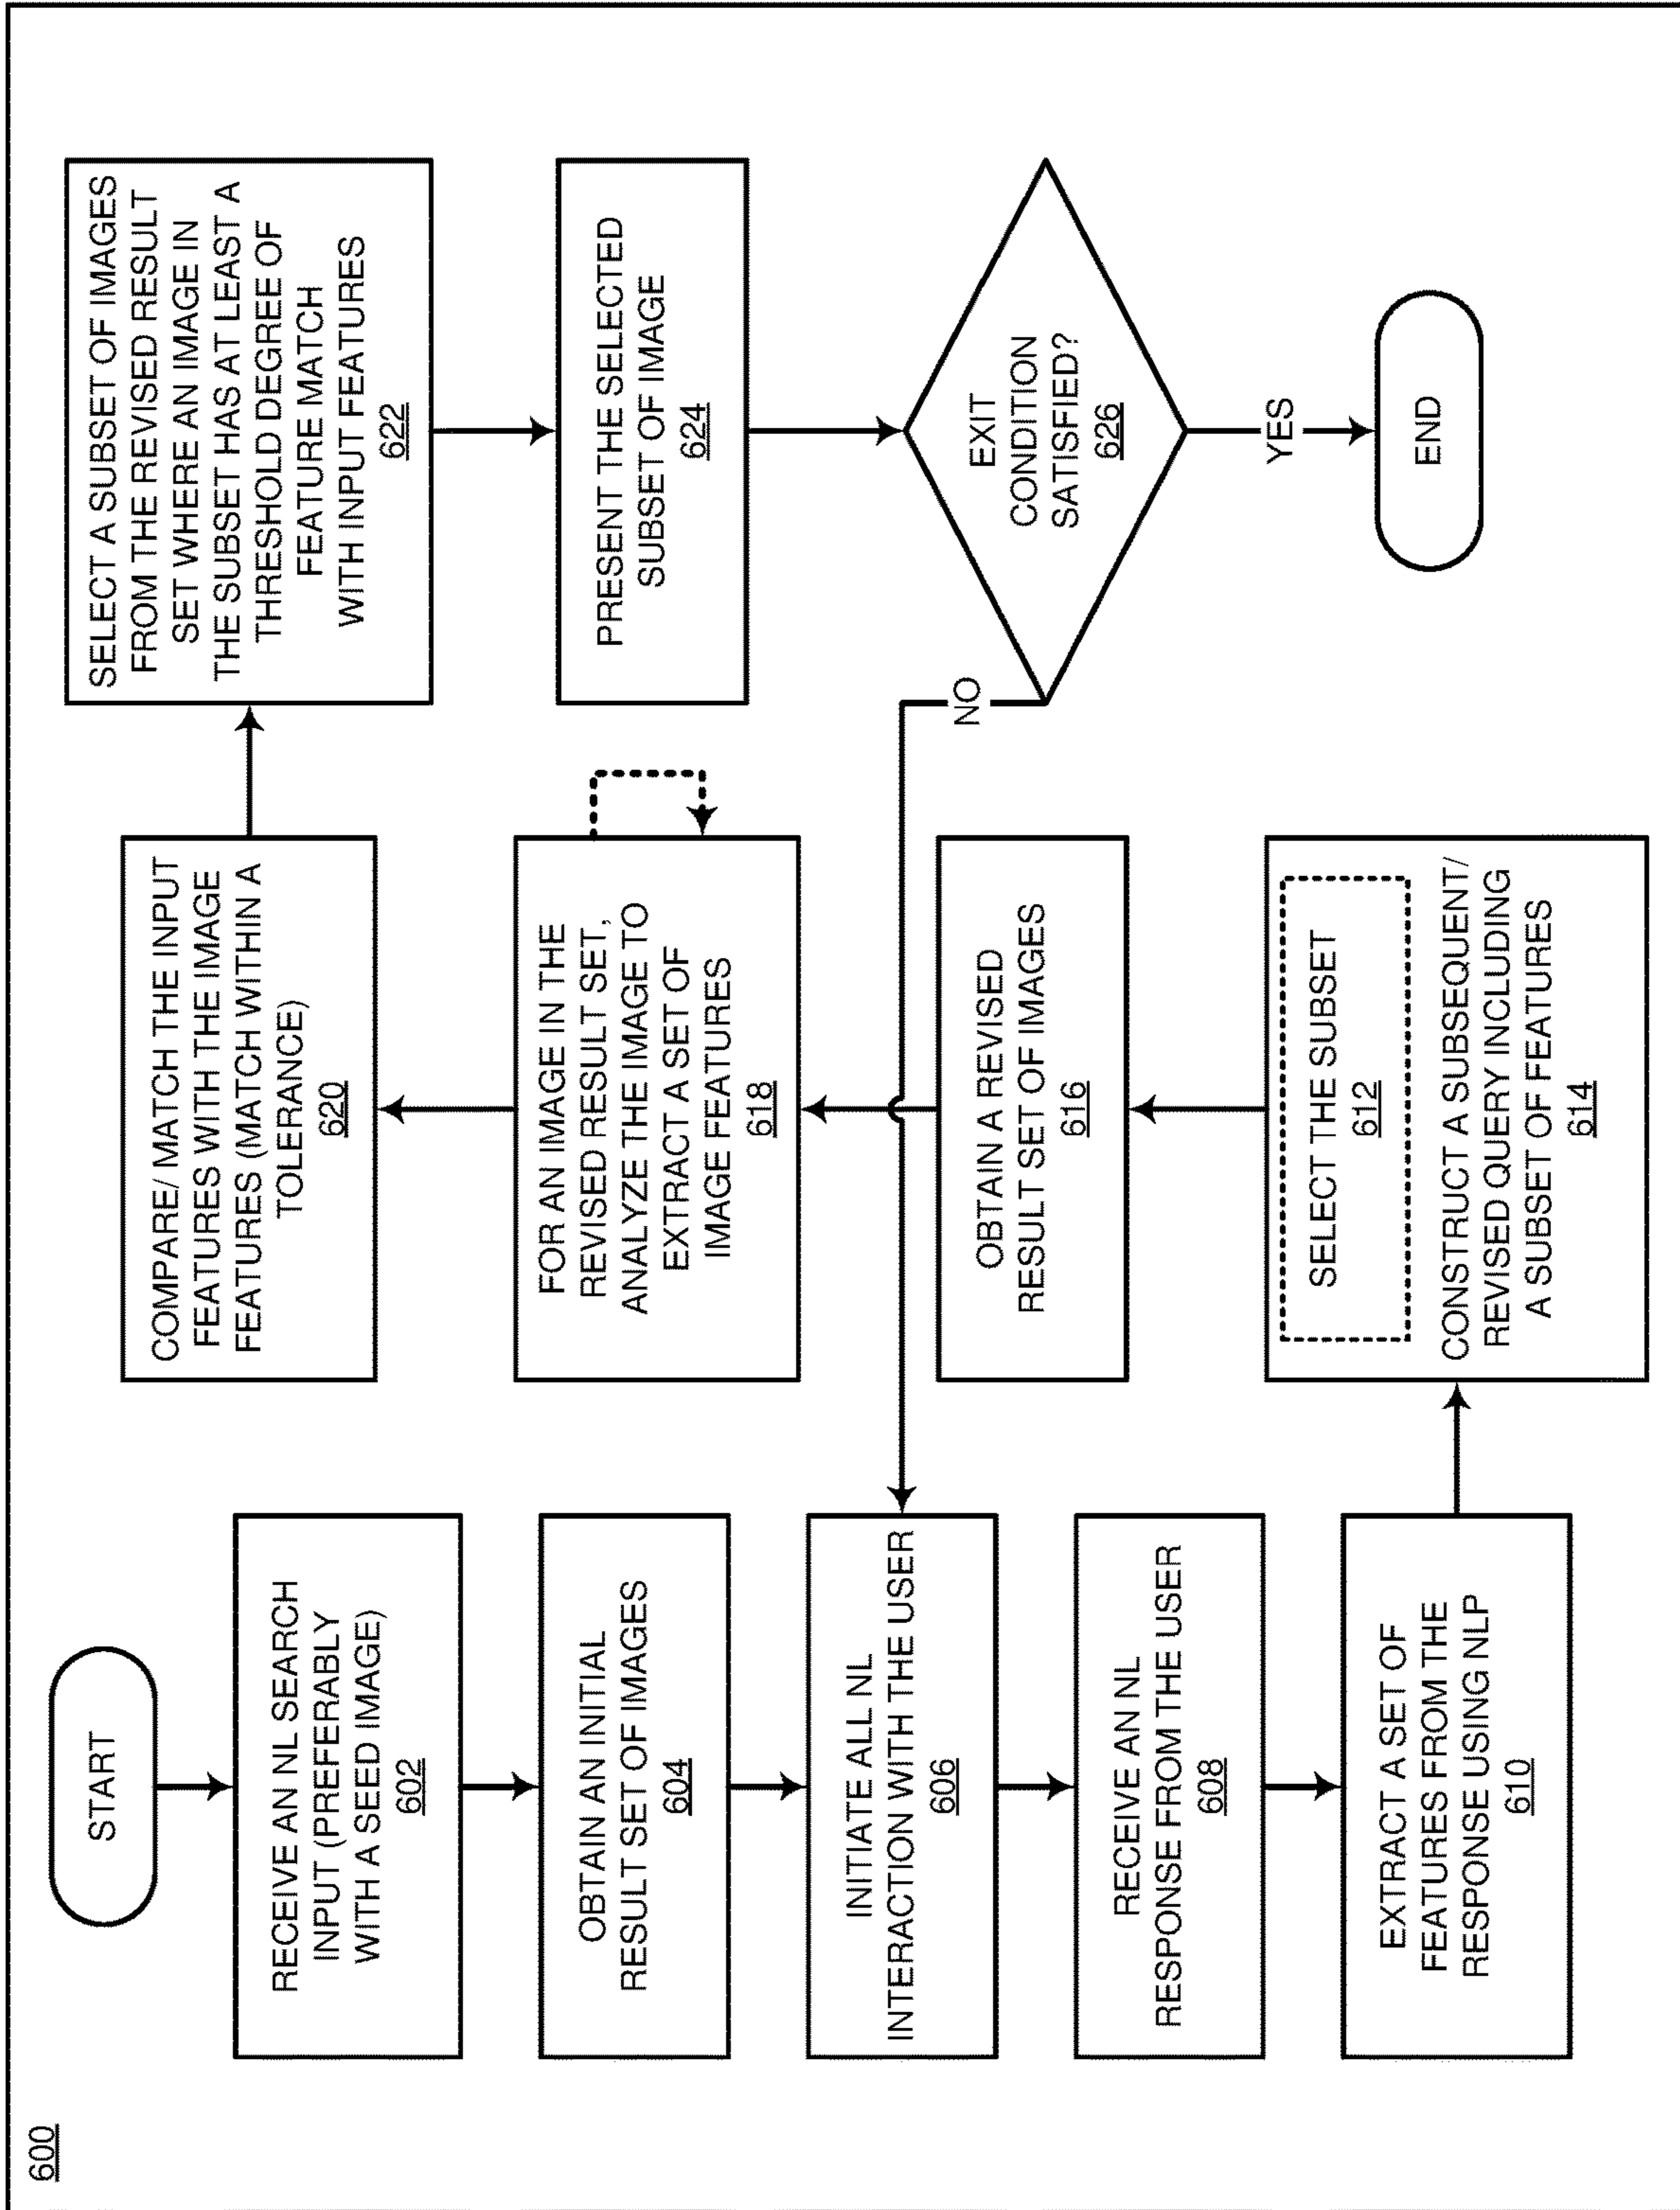 600
START
RECEIVE AN NL SEARCH
INPUT (PREFERABLY
WITH A SEED IMAGE)
602
OBTAIN AN INITIAL
RESULT SET OF IMAGES
604
INITIATE ALL NL
INTERACTION WITH THE USER
606
RECEIVE AN NL
RESPONSE FROM THE USER
608
EXTRACT A SET OF
FEATURES FROM THE
RESPONSE USING NLP
610
SELECT THE SUBSET
612
CONSTRUCT A SUBSEQUENT/
REVISED QUERY INCLUDING
A SUBSET OF FEATURES
614
OBTAIN A REVISED
RESULT SET OF IMAGES
616
FOR AN IMAGE IN THE
REVISED RESULT SET,
ANALYZE THE IMAGE TO
EXTRACT A SET OF
IMAGE FEATURES
618
COMPARE/ MATCH THE INPUT
FEATURES WITH THE IMAGE
FEATURES (MATCH WITHIN A
TOLERANCE)
620
SELECT A SUBSET OF IMAGES
FROM THE REVISED RESULT
SET WHERE AN IMAGE IN
THE SUBSET HAS AT LEAST A
THRESHOLD DEGREE OF
FEATURE MATCH
WITH INPUT FEATURES
622
PRESENT THE SELECTED
SUBSET OF IMAGE
624
EXIT
CONDITION
SATISFIED?
626
NO
YES
END